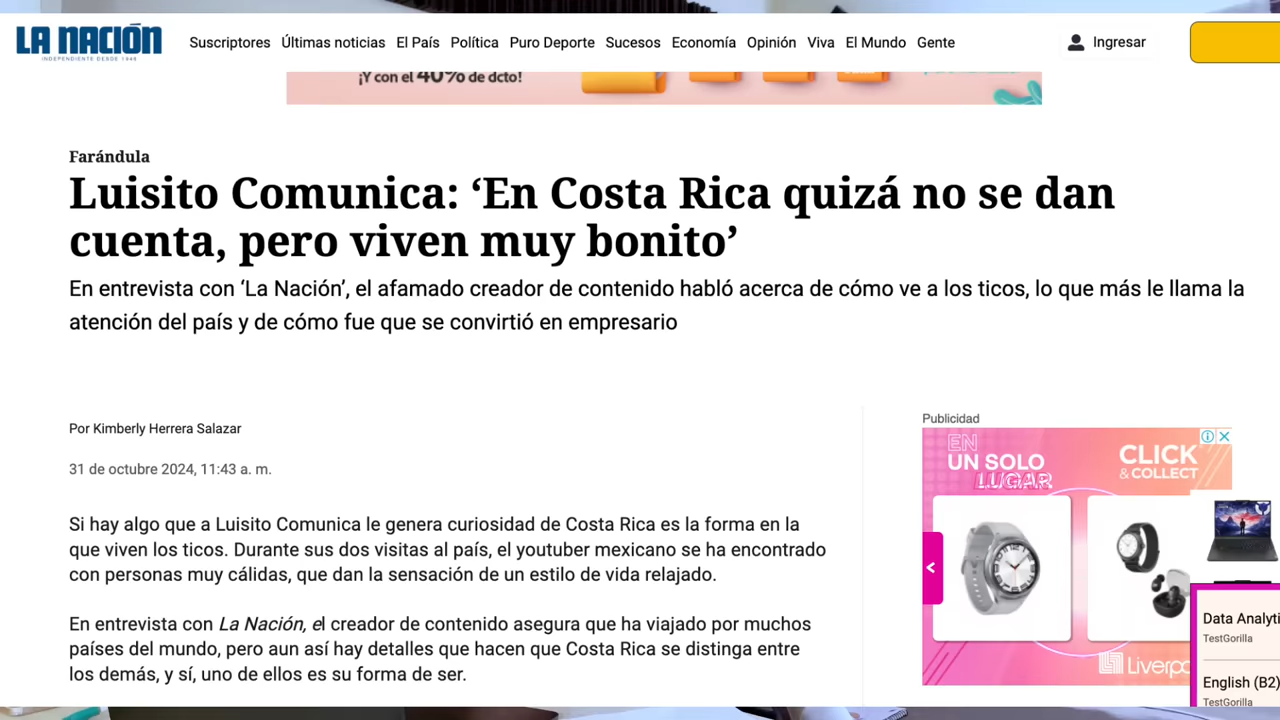 LA NACIÓN
INDEPENDIENTE DESDE 1946
Suscriptores Últimas noticias El País Política Puro Deporte Sucesos Economía Opinión Viva El Mundo Gente
Ingresar
¡Y con el 40% de dcto!
Farándula
Luisito Comunica: ‘En Costa Rica quizá no se dan
cuenta, pero viven muy bonito’
En entrevista con ‘La Nación’, el afamado creador de contenido habló acerca de cómo ve a los ticos, lo que más le llama la
atención del país y de cómo fue que se convirtió en empresario
Por Kimberly Herrera Salazar
31 de octubre 2024, 11:43 a. m.
Si hay algo que a Luisito Comunica le genera curiosidad de Costa Rica es la forma en la
que viven los ticos. Durante sus dos visitas al país, el youtuber mexicano se ha encontrado
con personas muy cálidas, que dan la sensación de un estilo de vida relajado.
En entrevista con La Nación, el creador de contenido asegura que ha viajado por muchos
países del mundo, pero aun así hay detalles que hacen que Costa Rica se distinga entre
los demás, y sí, uno de ellos es su forma de ser.
Publicidad
EN
UN SOLO
LUGAR
CLICK
& COLLECT
Liverpo
Data Analyti
TestGorilla
English (B2)
TestGorilla